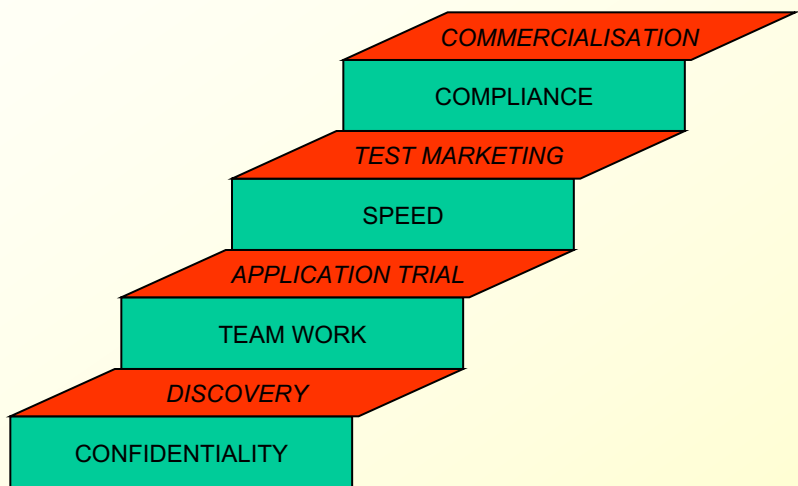 COMMERCIALISATION
COMPLIANCE
TEST MARKETING
SPEED
APPLICATION TRIAL
TEAM WORK
DISCOVERY
CONFIDENTIALITY